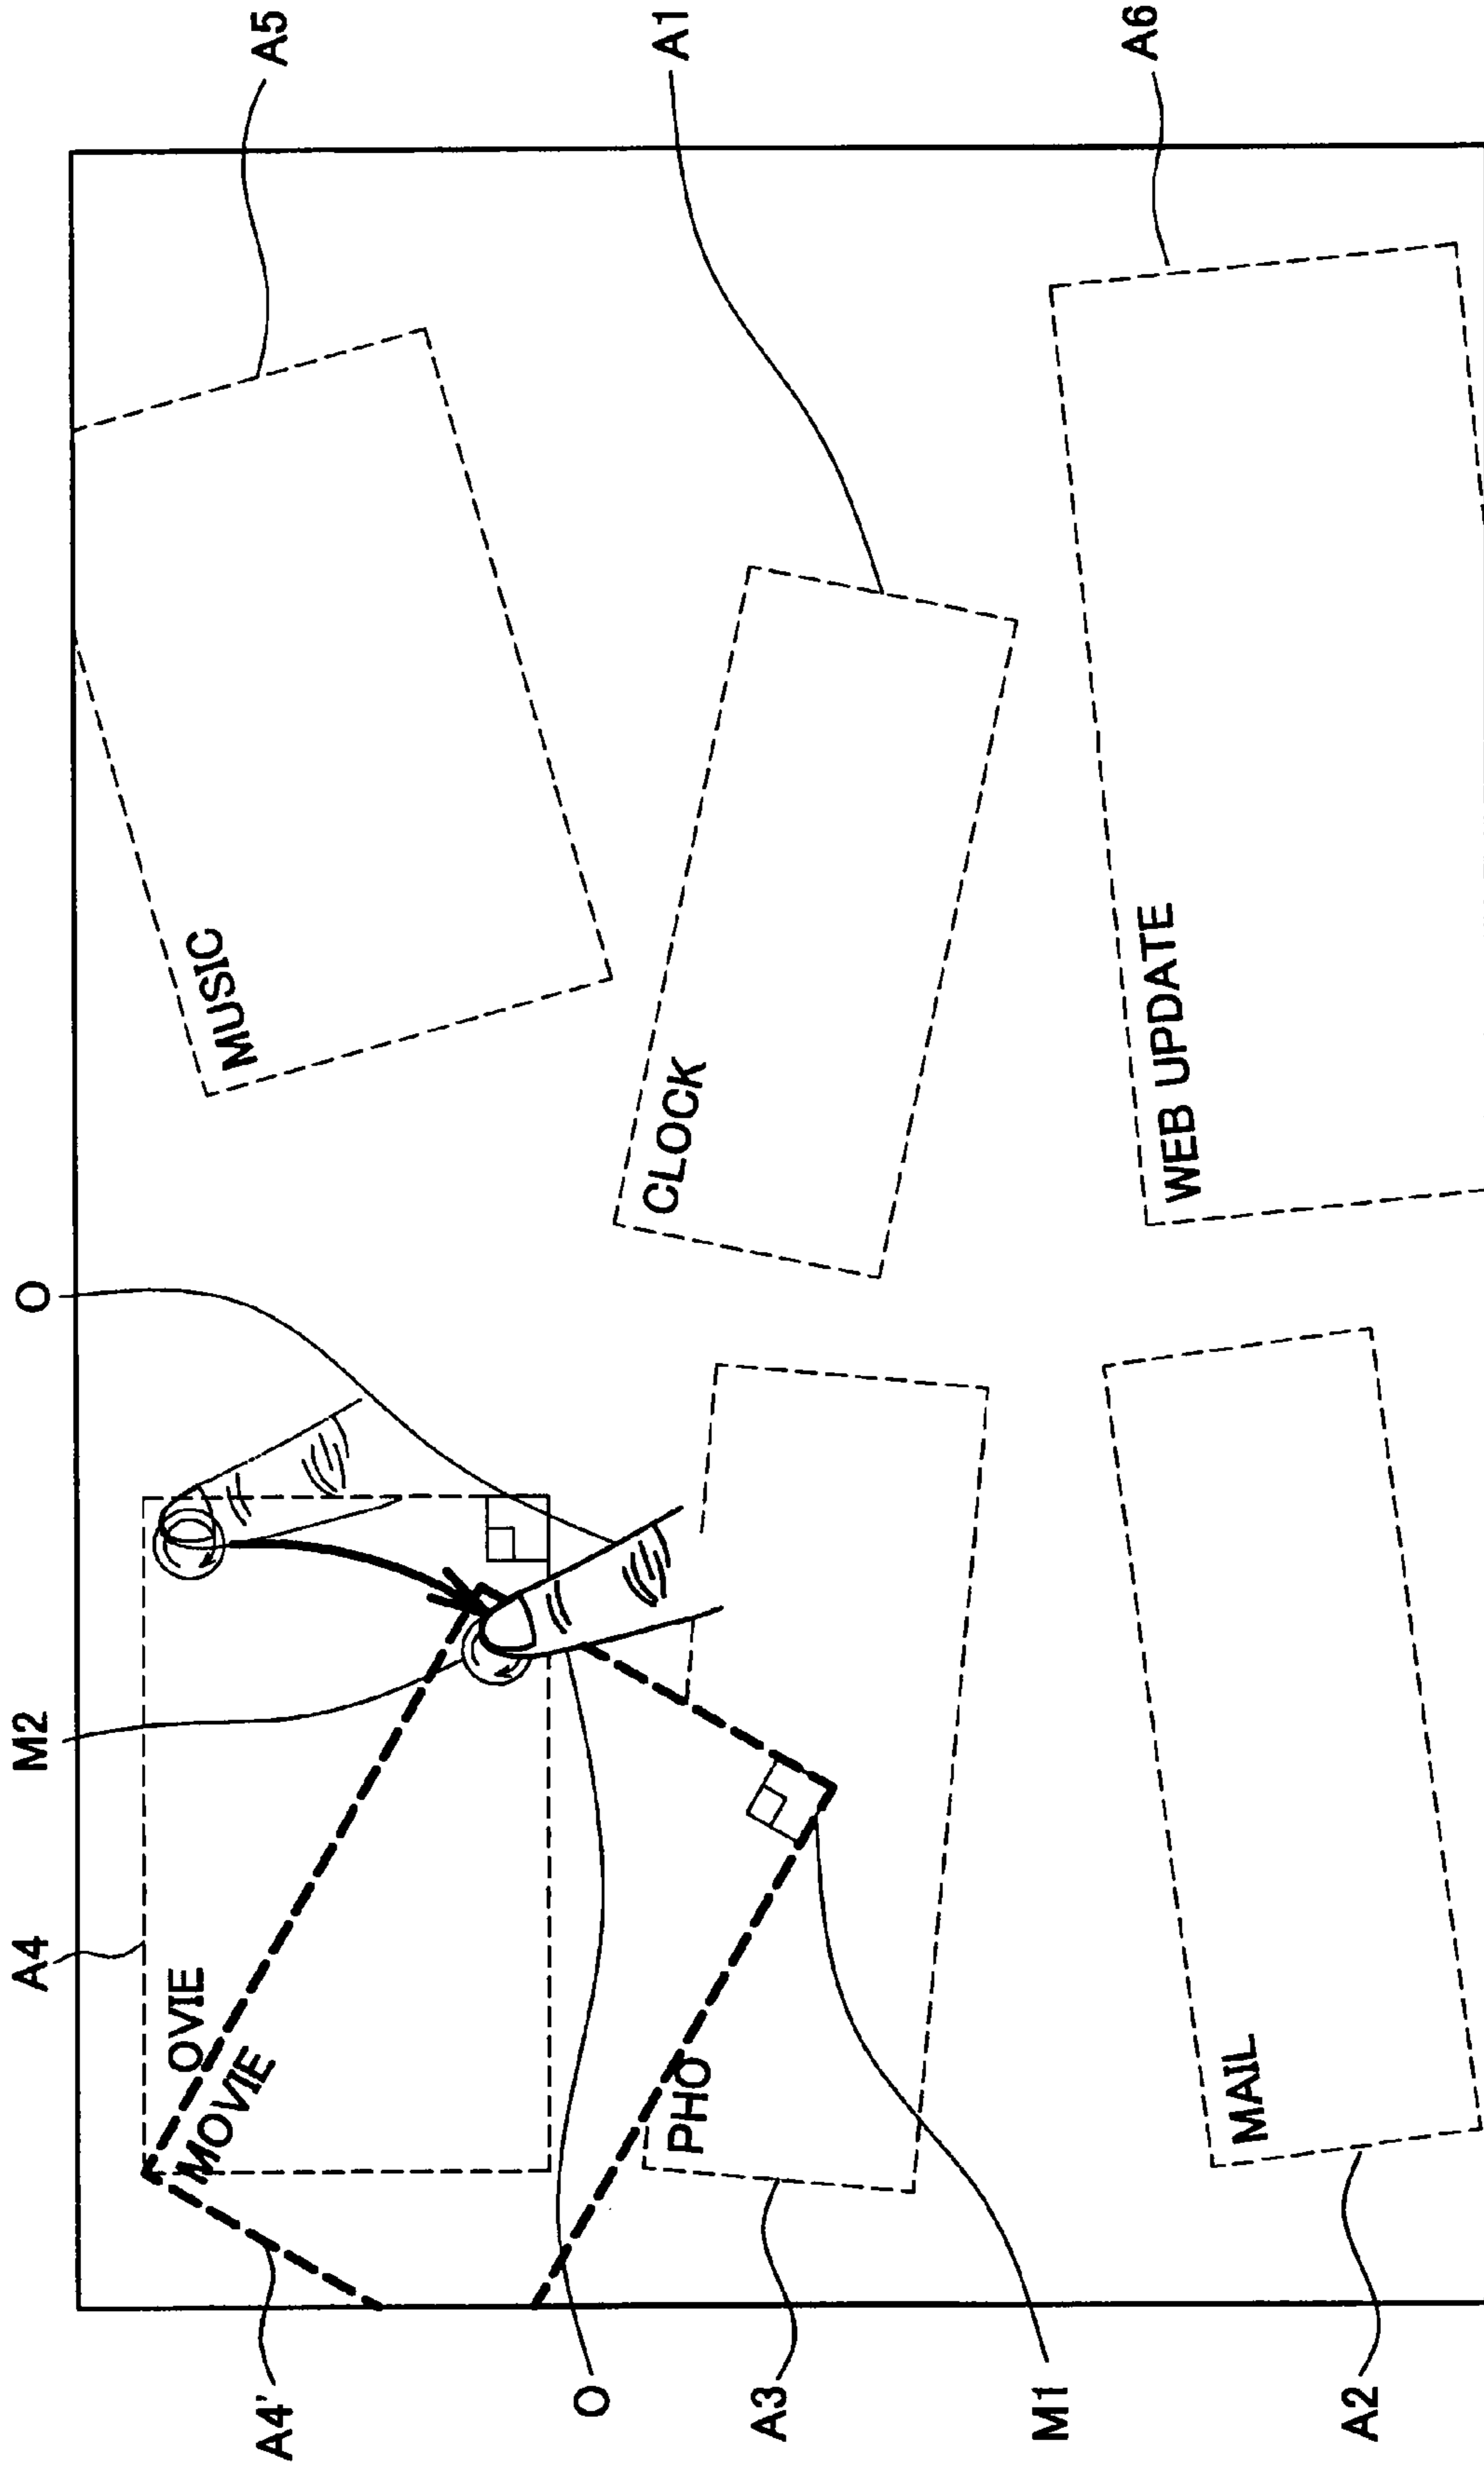 A4
M2
O
OVIE
MOVIE
MUSIC
A4'
A5
O
PHO
CLOCK
A1
A3
M1
WEB UPDATE
A6
MAIL
A2